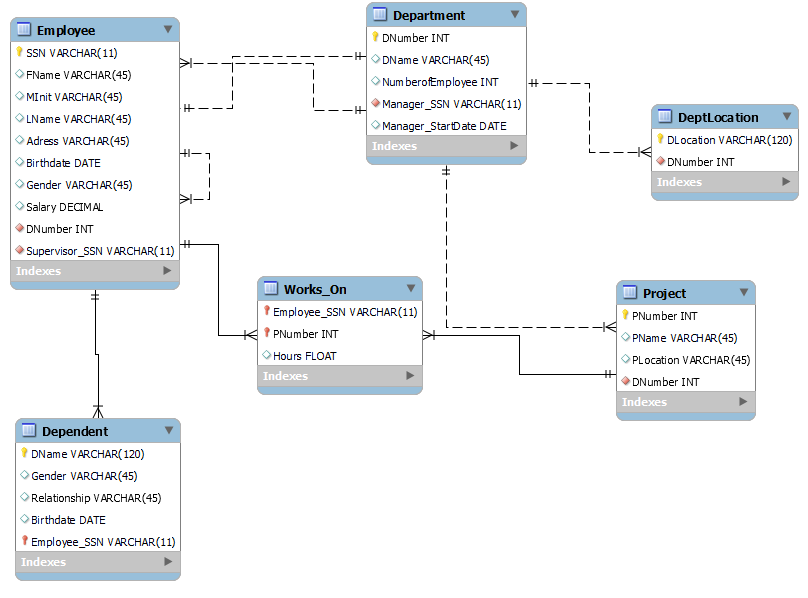 Employee
SSN VARCHAR(11)
FName VARCHAR(45)
MInit VARCHAR(45)
LName VARCHAR(45)
Adress VARCHAR(45)
Birthdate DATE
Gender VARCHAR(45)
Salary DECIMAL
DNumber INT
Supervisor_SSN VARCHAR(11)
Indexes
Department
DNumber INT
DName VARCHAR(45)
NumberofEmployee INT
Manager_SSN VARCHAR(11)
Manager_StartDate DATE
Indexes
DeptLocation
DLocation VARCHAR(120)
DNumber INT
Indexes
Works_On
Employee_SSN VARCHAR(11)
PNumber INT
Hours FLOAT
Indexes
Project
PNumber INT
PName VARCHAR(45)
PLocation VARCHAR(45)
DNumber INT
Indexes
Dependent
DName VARCHAR(120)
Gender VARCHAR(45)
Relationship VARCHAR(45)
Birthdate DATE
Employee_SSN VARCHAR(11)
Indexes